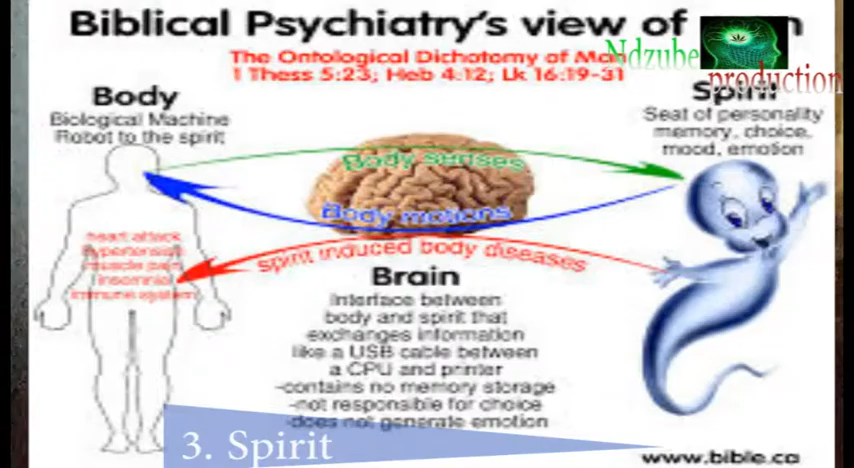 Biblical Psychiatry's view of
The Ontological Dichotomy of Man
1 Thess 5:23; Heb 4:12; Lk 16:19-31
Ndzube
production
Body
Biological Machine
Robot to the spirit
Spirit
Seat of personality
memory, choice,
mood, emotion
Body senses
Body motions
spirit induced body diseases
heart attack
hypertension
muscle pain
insomnia
immune system
Brain
Interface between
body and spirit that
exchanges information
like a USB cable between
a CPU and printer
-contains no memory storage
-not responsible for choice
-does not generate emotion
3. Spirit
www.bible.ca